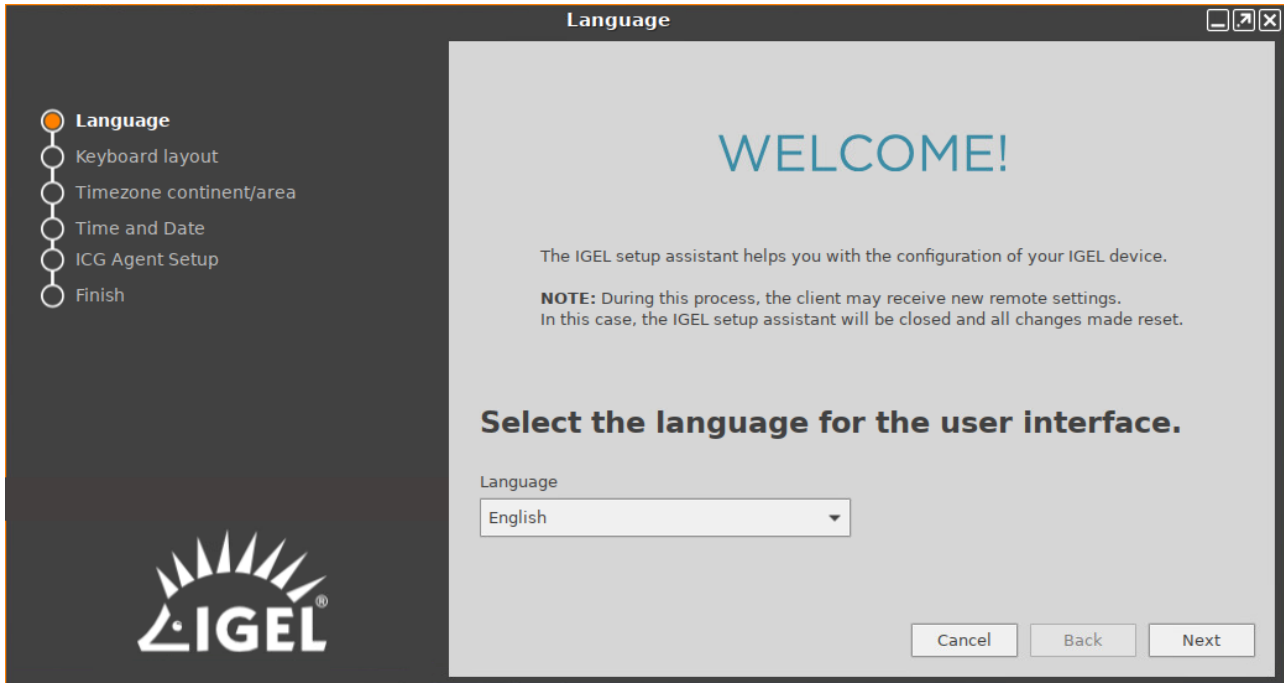 Language
Language
Keyboard layout
Timezone continent/area
Time and Date
ICG Agent Setup
Finish
IGEL®
WELCOME!
The IGEL setup assistant helps you with the configuration of your IGEL device.
NOTE: During this process, the client may receive new remote settings.
In this case, the IGEL setup assistant will be closed and all changes made reset.
Select the language for the user interface.
Language
English
Cancel Back Next